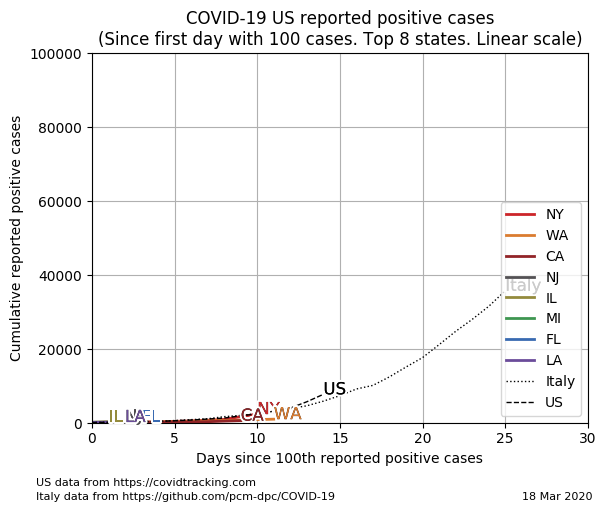 COVID-19 US reported positive cases
(Since first day with 100 cases. Top 8 states. Linear scale)
100000
80000
60000
40000
20000
0
Cumulative reported positive cases
Italy
US
NY
WA
CA
IL
LA
FL
NY
WA
CA
NJ
IL
MI
FL
LA
Italy
US
0 5 10 15 20 25 30
Days since 100th reported positive cases
US data from https://covidtracking.com
Italy data from https://github.com/pcm-dpc/COVID-19
18 Mar 2020